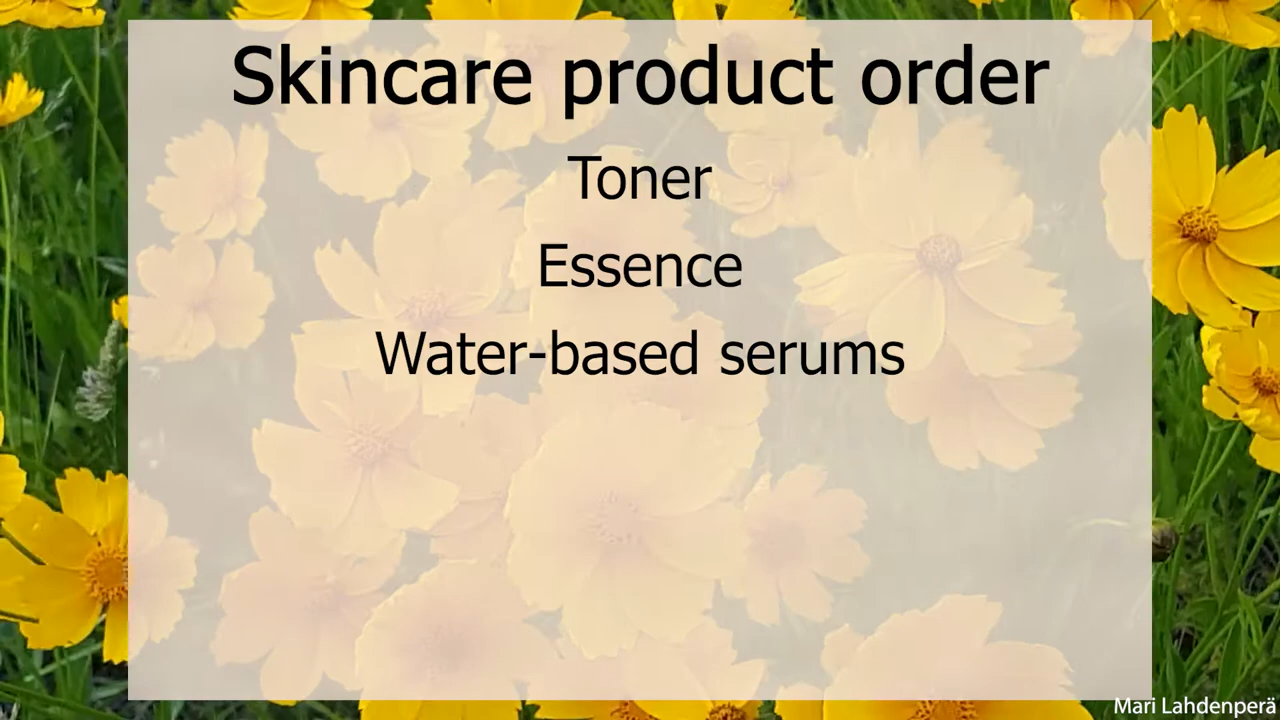 Skincare product order
Toner
Essence
Water-based serums
Mari Lahdenperä